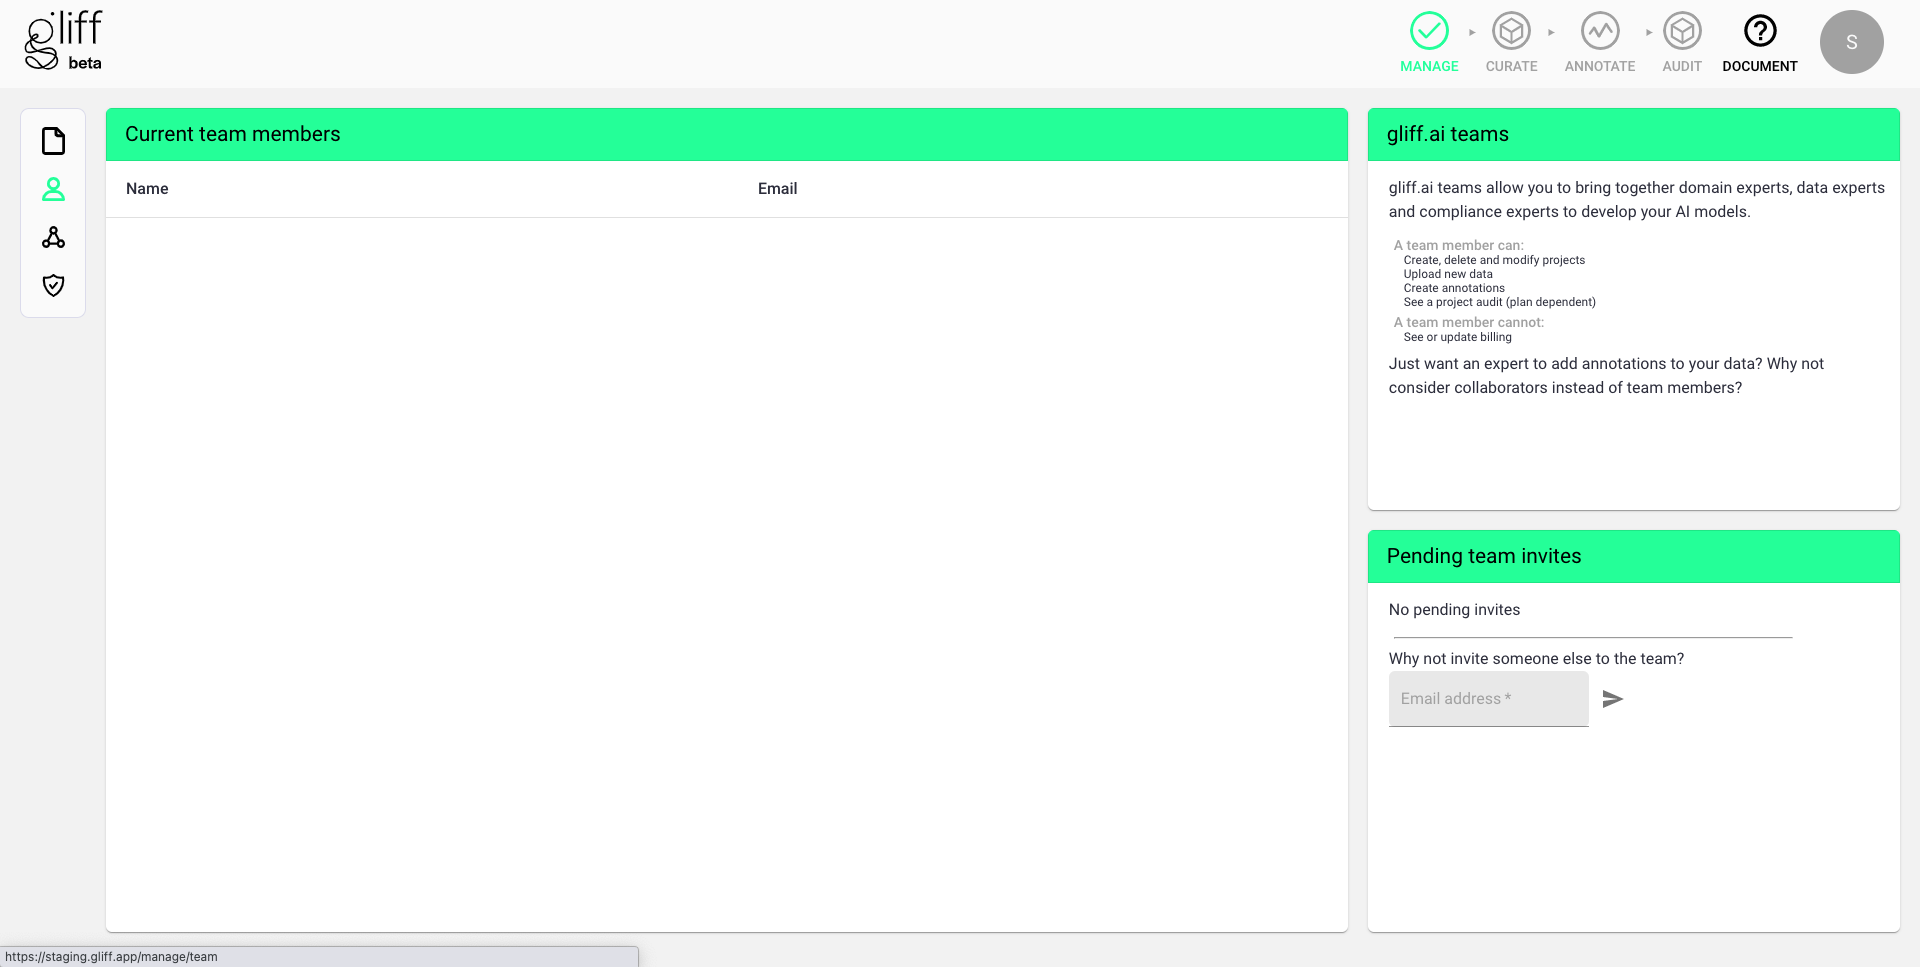 gliff
beta
MANAGE
CURATE
ANNOTATE
AUDIT
DOCUMENT
S
Current team members
Name
Email
gliff.ai teams
gliff.ai teams allow you to bring together domain experts, data experts
and compliance experts to develop your AI models.
A team member can:
Create, delete and modify projects
Upload new data
Create annotations
See a project audit (plan dependent)
A team member cannot:
See or update billing
Just want an expert to add annotations to your data? Why not
consider collaborators instead of team members?
Pending team invites
No pending invites
Why not invite someone else to the team?
Email address *
https://staging.gliff.app/manage/team